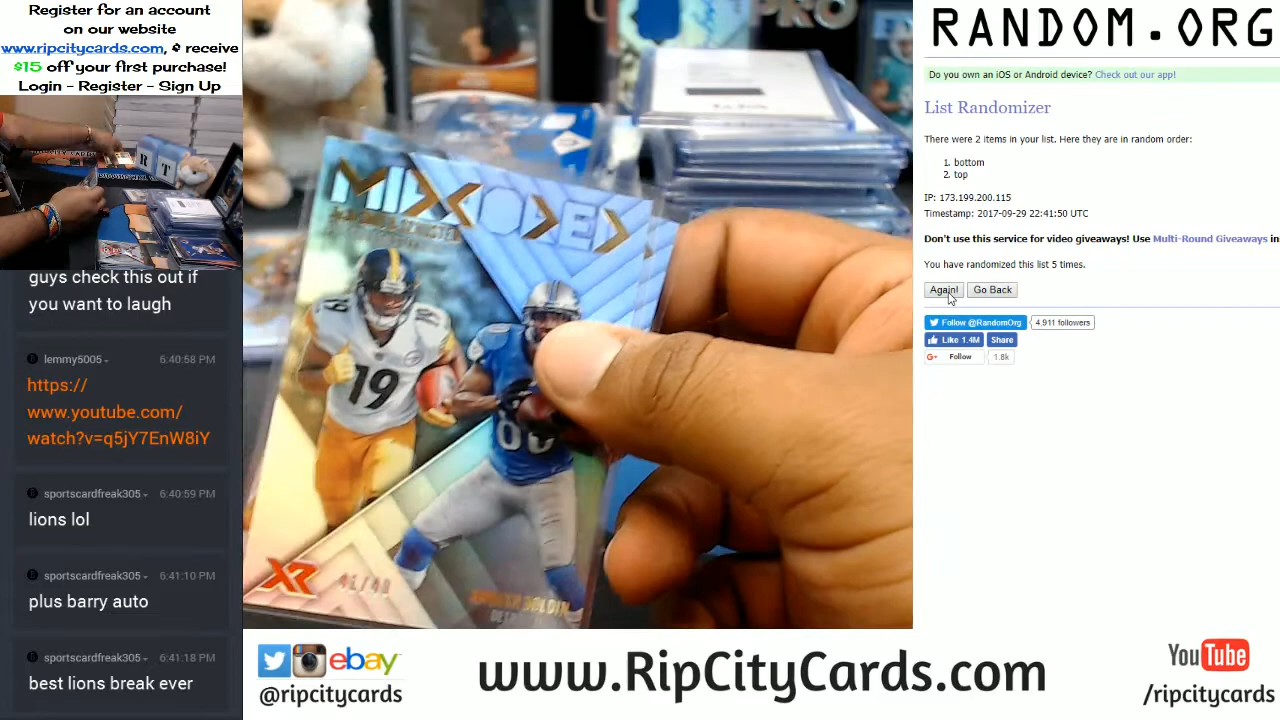 Register for an account
on our website
www.ripcitycards.com, & receive
$15 off your first purchase!
Login - Register - Sign Up
R T
guys check this out if
you want to laugh
lemmy5005 6:40:58 PM
https://
www.youtube.com/
watch?v=q5jY7EnW8iY
sportscardfreak305 6:40:59 PM
lions lol
sportscardfreak305 6:41:10 PM
plus barry auto
sportscardfreak305 6:41:18 PM
best lions break ever
PRO
19
80
XR
RANDOM.ORG
Do you own an iOS or Android device? Check out our app!
List Randomizer
There were 2 items in your list. Here they are in random order:
1. bottom
2. top
IP: 173.199.200.115
Timestamp: 2017-09-29 22:41:50 UTC
Don't use this service for video giveaways! Use Multi-Round Giveaways in
You have randomized this list 5 times.
Again! Go Back
Follow @RandomOrg 4,911 followers
Like 1.4M Share
G+ Follow 1.8k
ebay
@ripcitycards
www.RipCityCards.com
YouTube
/ripcitycards